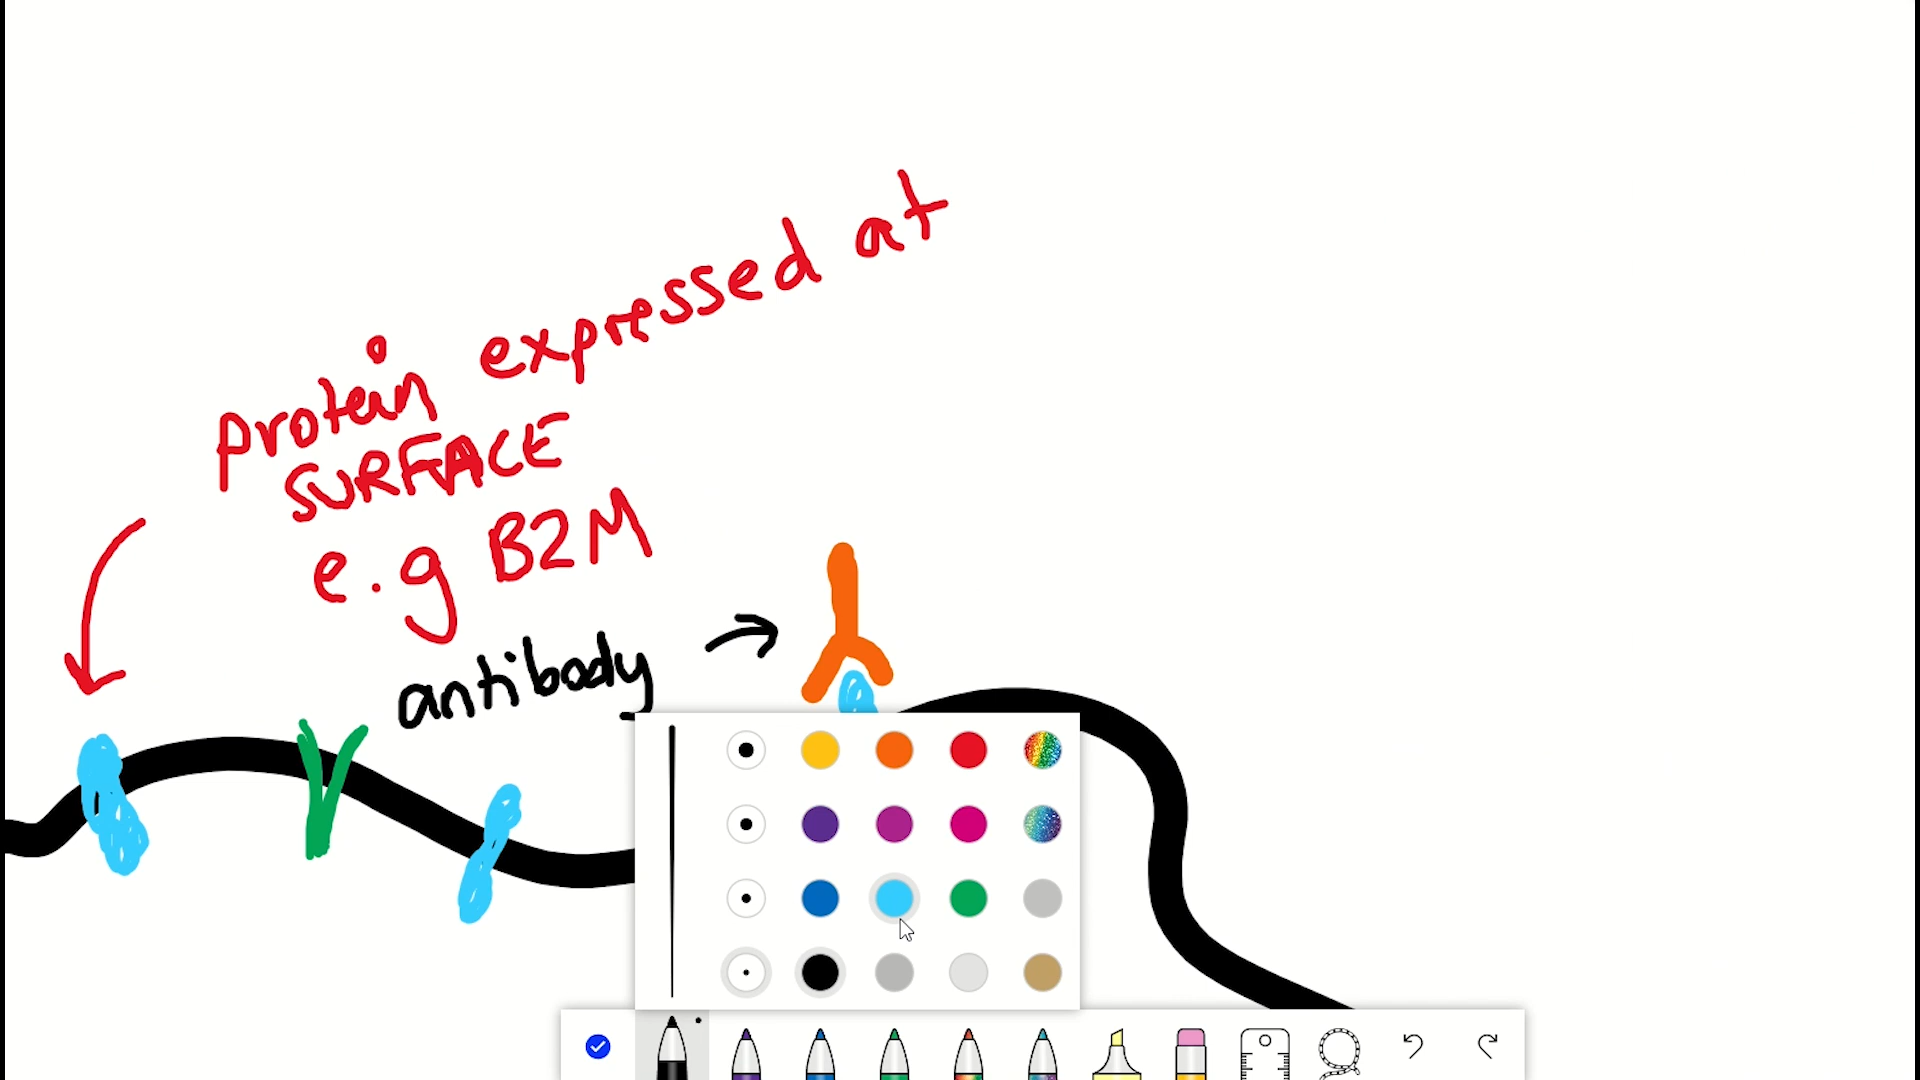 protein expressed at
SURFACE
e.g B2M
antibody